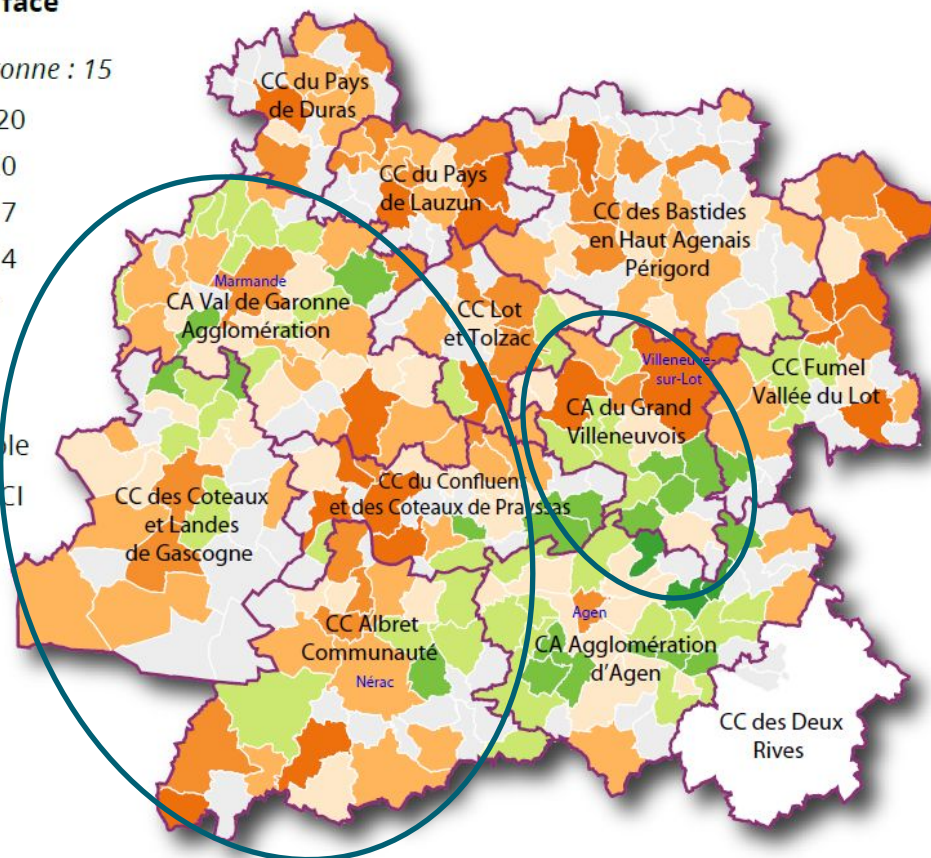 face
onne : 15
20
0
7
4
ole
CI
CC du Pays
de Duras
CC du Pays
de Lauzun
CC des Bastides
en Haut Agenais
Périgord
Marmande
CA Val de Garonne
Agglomération
CC Lot
et Tolzac
Villeneuve-
sur-Lot
CA du Grand
Villeneuvois
CC Fumel
Vallée du Lot
CC des Coteaux
et Landes
de Gascogne
CC du Confluent
et des Coteaux de Prayssas
CC Albret
Communauté
Nérac
Agen
CA Agglomération
d'Agen
CC des Deux
Rives